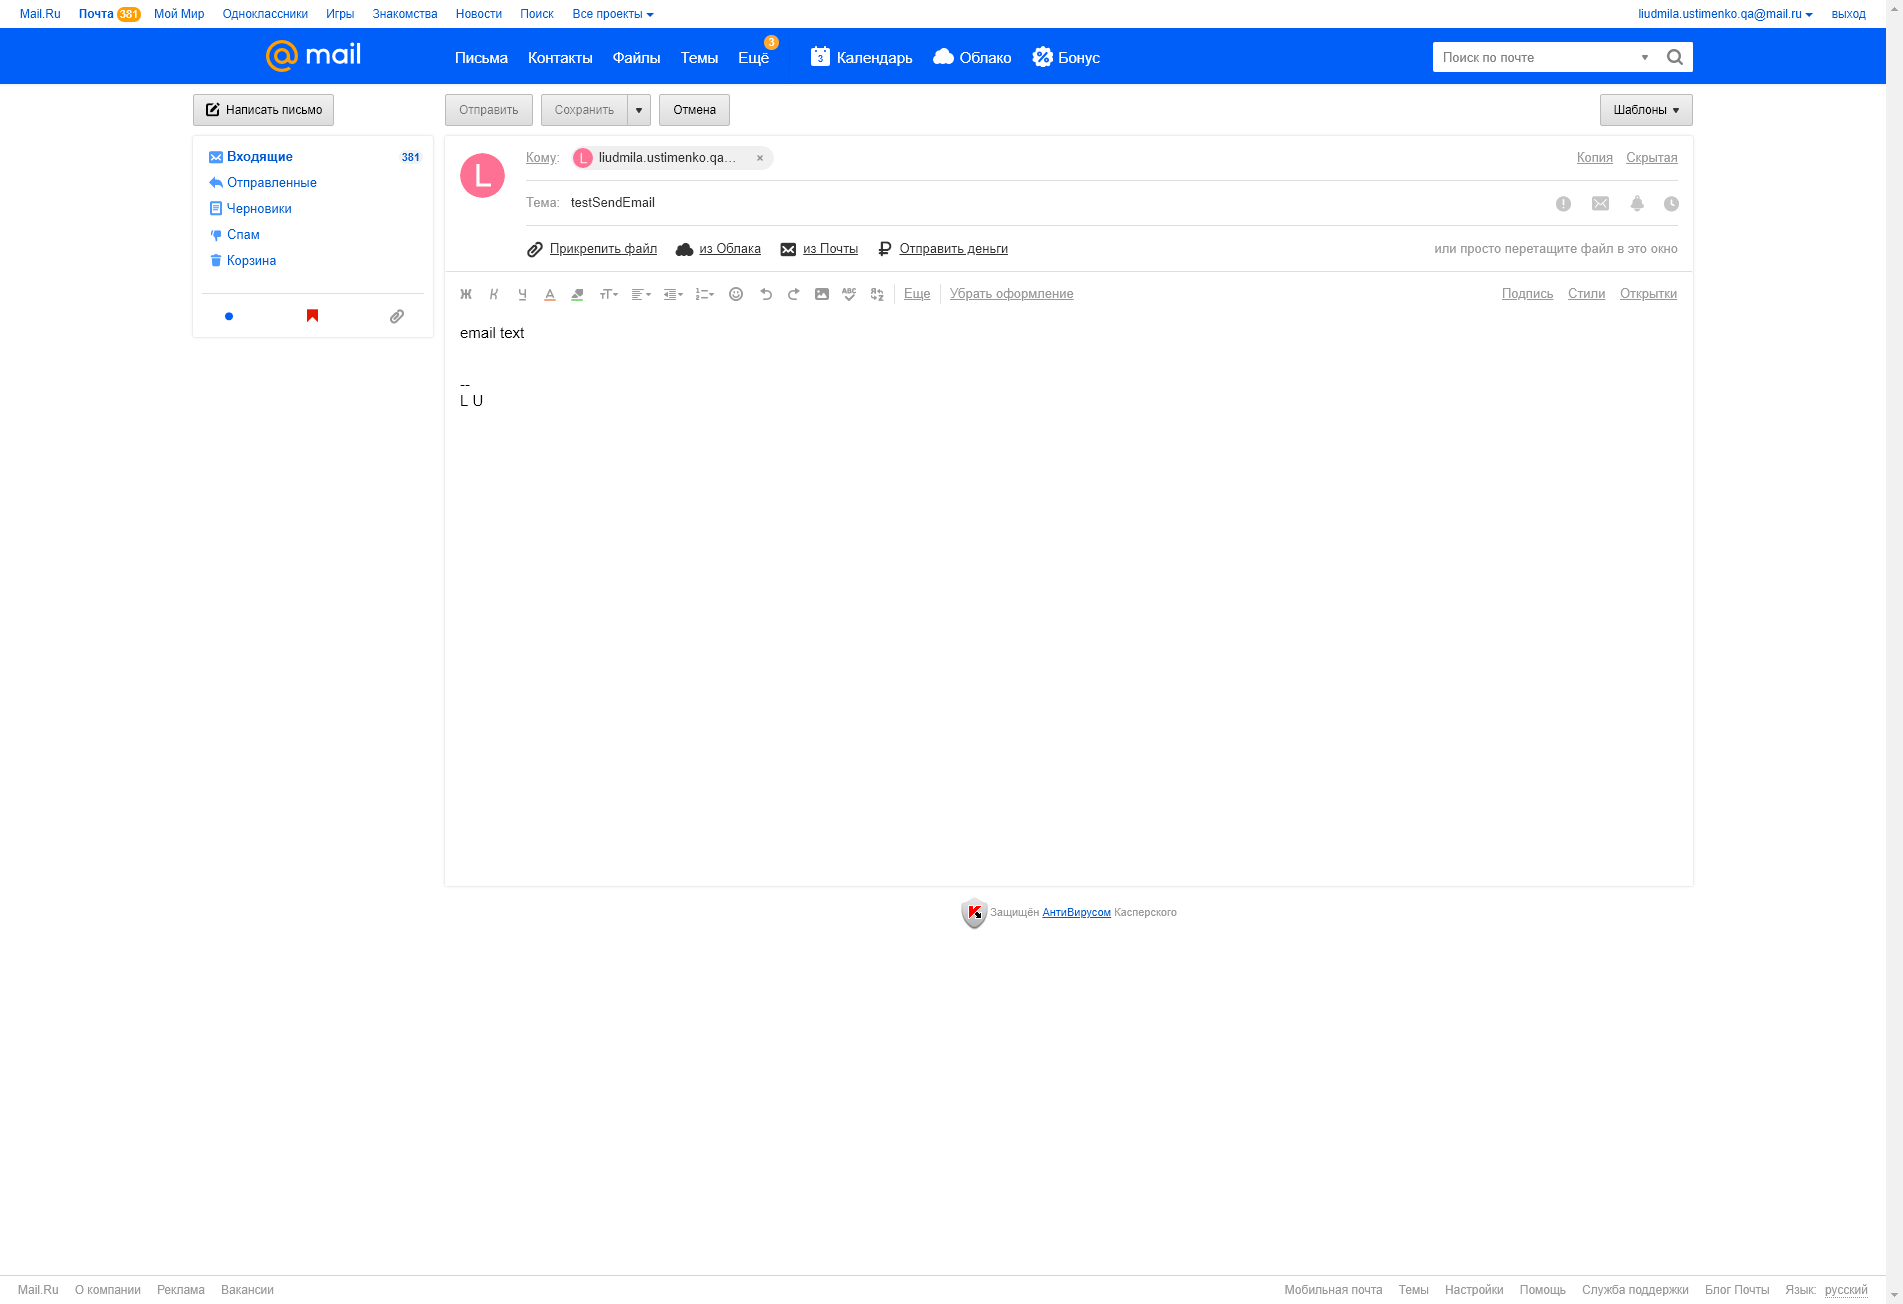 Mail.Ru Почта 381 Мой Мир Одноклассники Игры Знакомства Новости Поиск Все проекты liudmila.ustimenko.qa@mail.ru выход
@mail Письма Контакты Файлы Темы Ещё 3 3 Календарь Облако Бонус Поиск по почте
Написать письмо Отправить Сохранить Отмена Шаблоны
Входящие 381
Отправленные
Черновики
Спам
Корзина
L Кому: L liudmila.ustimenko.qa... × Копия Скрытая
Тема: testSendEmail
Прикрепить файл из Облака из Почты Отправить деньги или просто перетащите файл в это окно
Ж К Ч А тТ ABC Еще Убрать оформление Подпись Стили Открытки
email text
--
L U
Защищён АнтиВирусом Касперского
Mail.Ru О компании Реклама Вакансии Мобильная почта Темы Настройки Помощь Служба поддержки Блог Почты Язык: русский